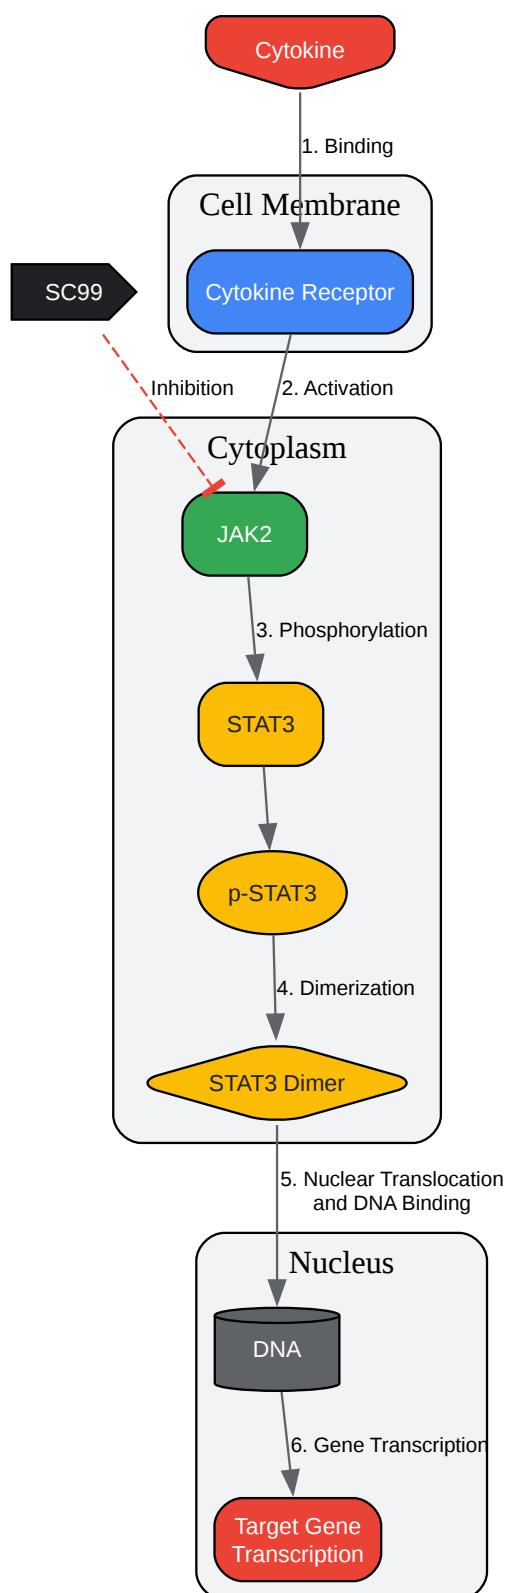 Cytokine
1. Binding
Cell Membrane
SC99
Cytokine Receptor
Inhibition
2. Activation
Cytoplasm
JAK2
3. Phosphorylation
STAT3
p-STAT3
4. Dimerization
STAT3 Dimer
5. Nuclear Translocation
and DNA Binding
Nucleus
DNA
6. Gene Transcription
Target Gene
Transcription